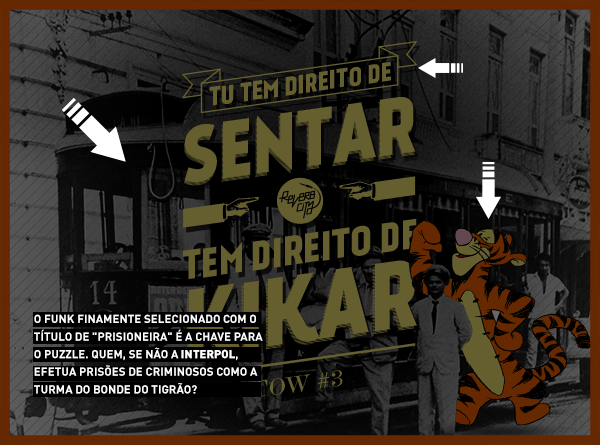 TU TEM DIREITO DE
SENTAR
REVERB
CITY
TEM DIREITO DE
KIKAR
TOW #3
14
O FUNK FINAMENTE SELECIONADO COM O
TÍTULO DE "PRISIONEIRA" É A CHAVE PARA
O PUZZLE. QUEM, SE NÃO A INTERPOL,
EFETUA PRISÕES DE CRIMINOSOS COMO A
TURMA DO BONDE DO TIGRÃO?